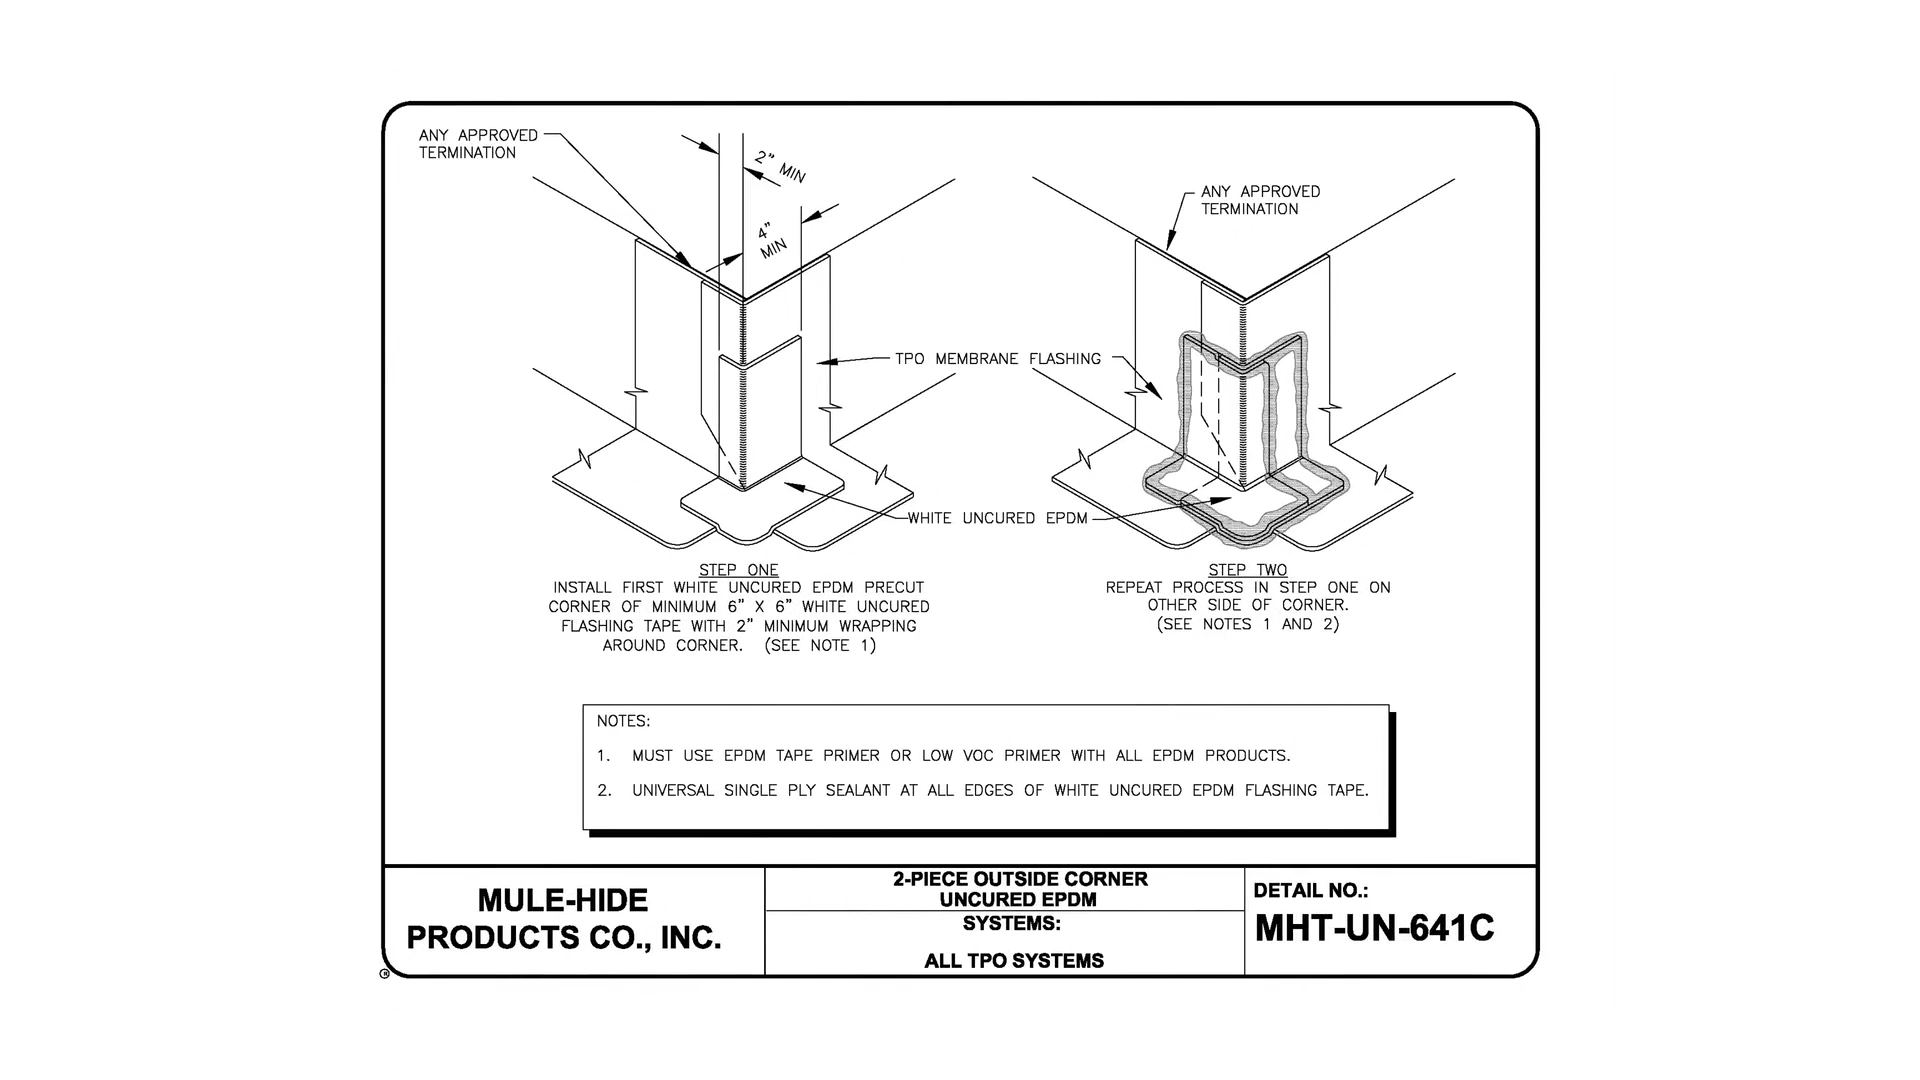 ANY APPROVED
TERMINATION
2" MIN
4"
MIN
ANY APPROVED
TERMINATION
TPO MEMBRANE FLASHING
WHITE UNCURED EPDM
STEP ONE
INSTALL FIRST WHITE UNCURED EPDM PRECUT
CORNER OF MINIMUM 6" X 6" WHITE UNCURED
FLASHING TAPE WITH 2" MINIMUM WRAPPING
AROUND CORNER. (SEE NOTE 1)
STEP TWO
REPEAT PROCESS IN STEP ONE ON
OTHER SIDE OF CORNER.
(SEE NOTES 1 AND 2)
NOTES:
1. MUST USE EPDM TAPE PRIMER OR LOW VOC PRIMER WITH ALL EPDM PRODUCTS.
2. UNIVERSAL SINGLE PLY SEALANT AT ALL EDGES OF WHITE UNCURED EPDM FLASHING TAPE.
MULE-HIDE
PRODUCTS CO., INC.
®
2-PIECE OUTSIDE CORNER
UNCURED EPDM
SYSTEMS:
ALL TPO SYSTEMS
DETAIL NO.:
MHT-UN-641C